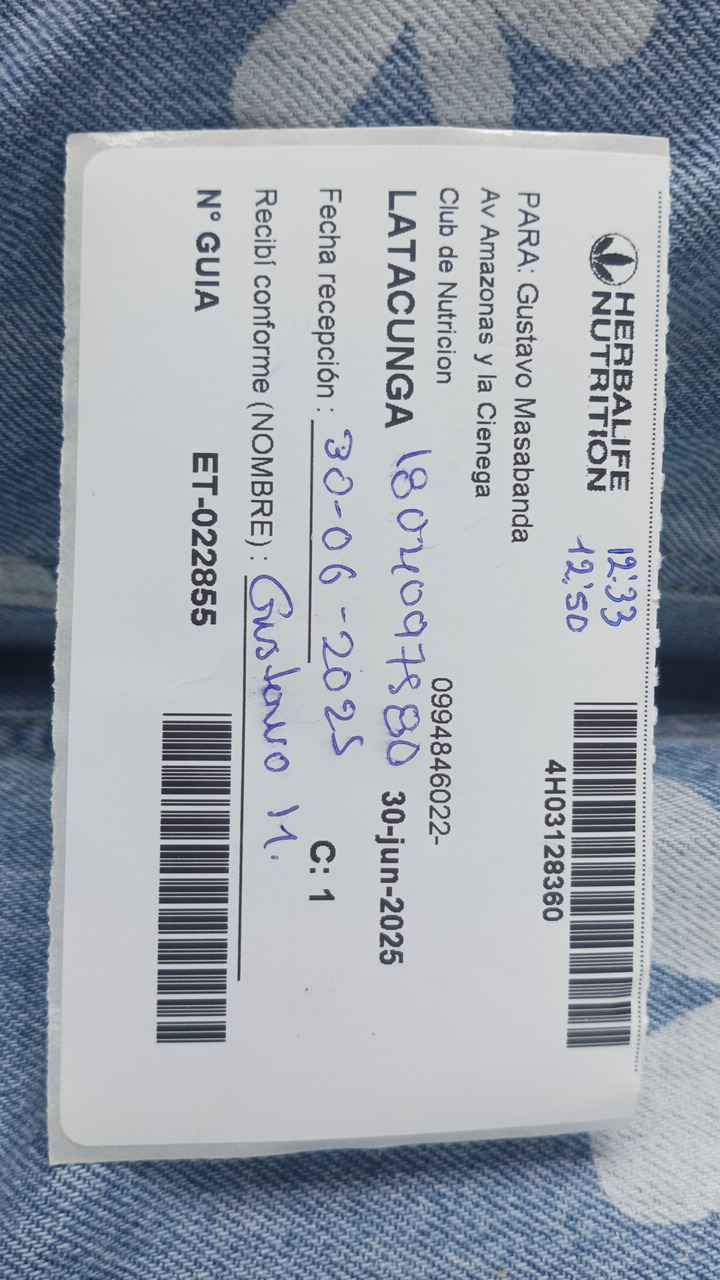 HERBALIFE
NUTRITION
12:33
12:50
4H03128360
PARA: Gustavo Masabanda
Av Amazonas y la Cienega
Club de Nutricion 0994846022-
LATACUNGA 30-jun-2025
Fecha recepción : 30-06-2025 C: 1
Recibí conforme (NOMBRE) : Gustavo M.
N° GUIA ET-022855